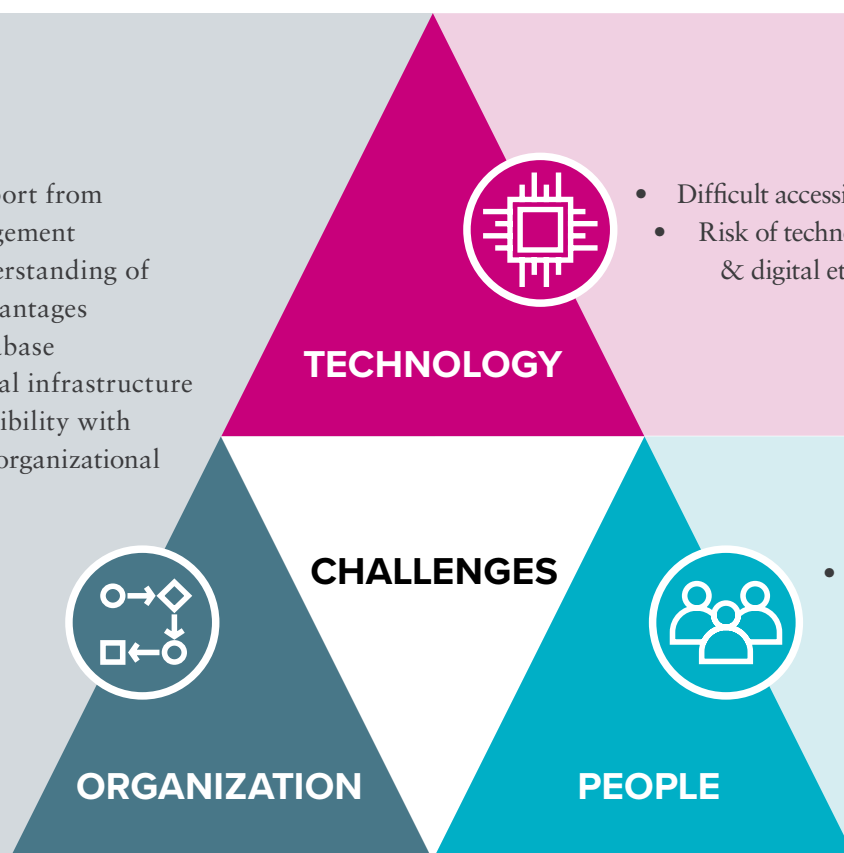 ort from
gement
erstanding of
antages
base
al infrastructure
ibility with
organizational
• Difficult accessi
• Risk of techno
& digital et
TECHNOLOGY
CHALLENGES
•
ORGANIZATION
PEOPLE